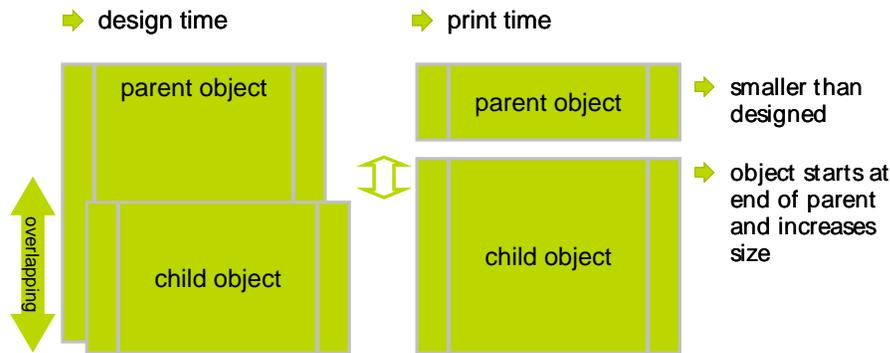 design time
print time
parent object
parent object
smaller than
designed
object starts at
end of parent
and increases
size
overlapping
child object
child object